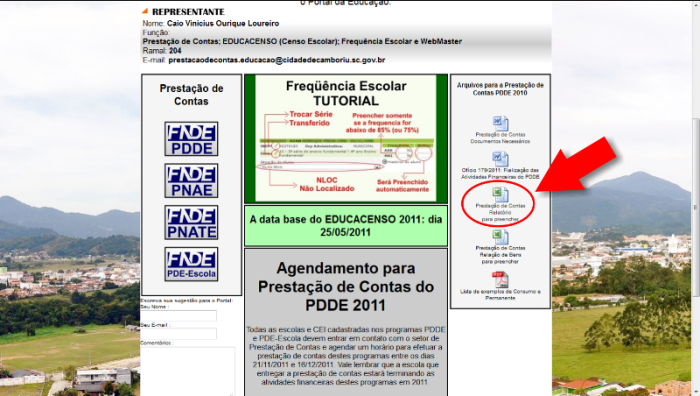 o Portal da Educação.
REPRESENTANTE
Nome: Caio Vinicius Ourique Loureiro
Função:
Prestação de Contas; EDUCACENSO (Censo Escolar); Frequência Escolar e WebMaster
Ramal: 204
E-mail: prestacaodecontas.educacao@cidadedecamboriu.sc.gov.br
Prestação de
Contas
FNDE
PDDE
FNDE
PNAE
FNDE
PNATE
FNDE
PDE-Escola
Escreva sua sugestão para o Portal:
Seu Nome :
Seu E-mail :
Comentários :
Freqüência Escolar
TUTORIAL
Trocar Série
Transferido
Preencher somente
se a frequencia for
abaixo de 85% (ou 75%)
NLOC
Não Localizado
Será Preenchido
automaticamente
A data base do EDUCACENSO 2011: dia
25/05/2011
Agendamento para
Prestação de Contas do
PDDE 2011
Todas as escolas e CEI cadastradas nos programas PDDE
e PDE-Escola devem entrar em contato com o setor de
Prestação de Contas e agendar um horário para efetuar a
prestação de contas destes programas entre os dias
21/11/2011 e 16/12/2011. Vale lembrar que a escola que
entregar a prestação de contas estará terminando as
atividades financeiras destes programas em 2011.
Arquivos para a Prestação de
Contas PDDE 2010
Prestação de Contas
Documentos Necessários
Oficio 179/2011: Fializaçao das
Atividades Financeiras do PDDE
Prestação de Contas
Relatório
para preencher
Prestação de Contas
Relação de Bens
para preencher
Lista de exemplos de Consumo e
Permanente